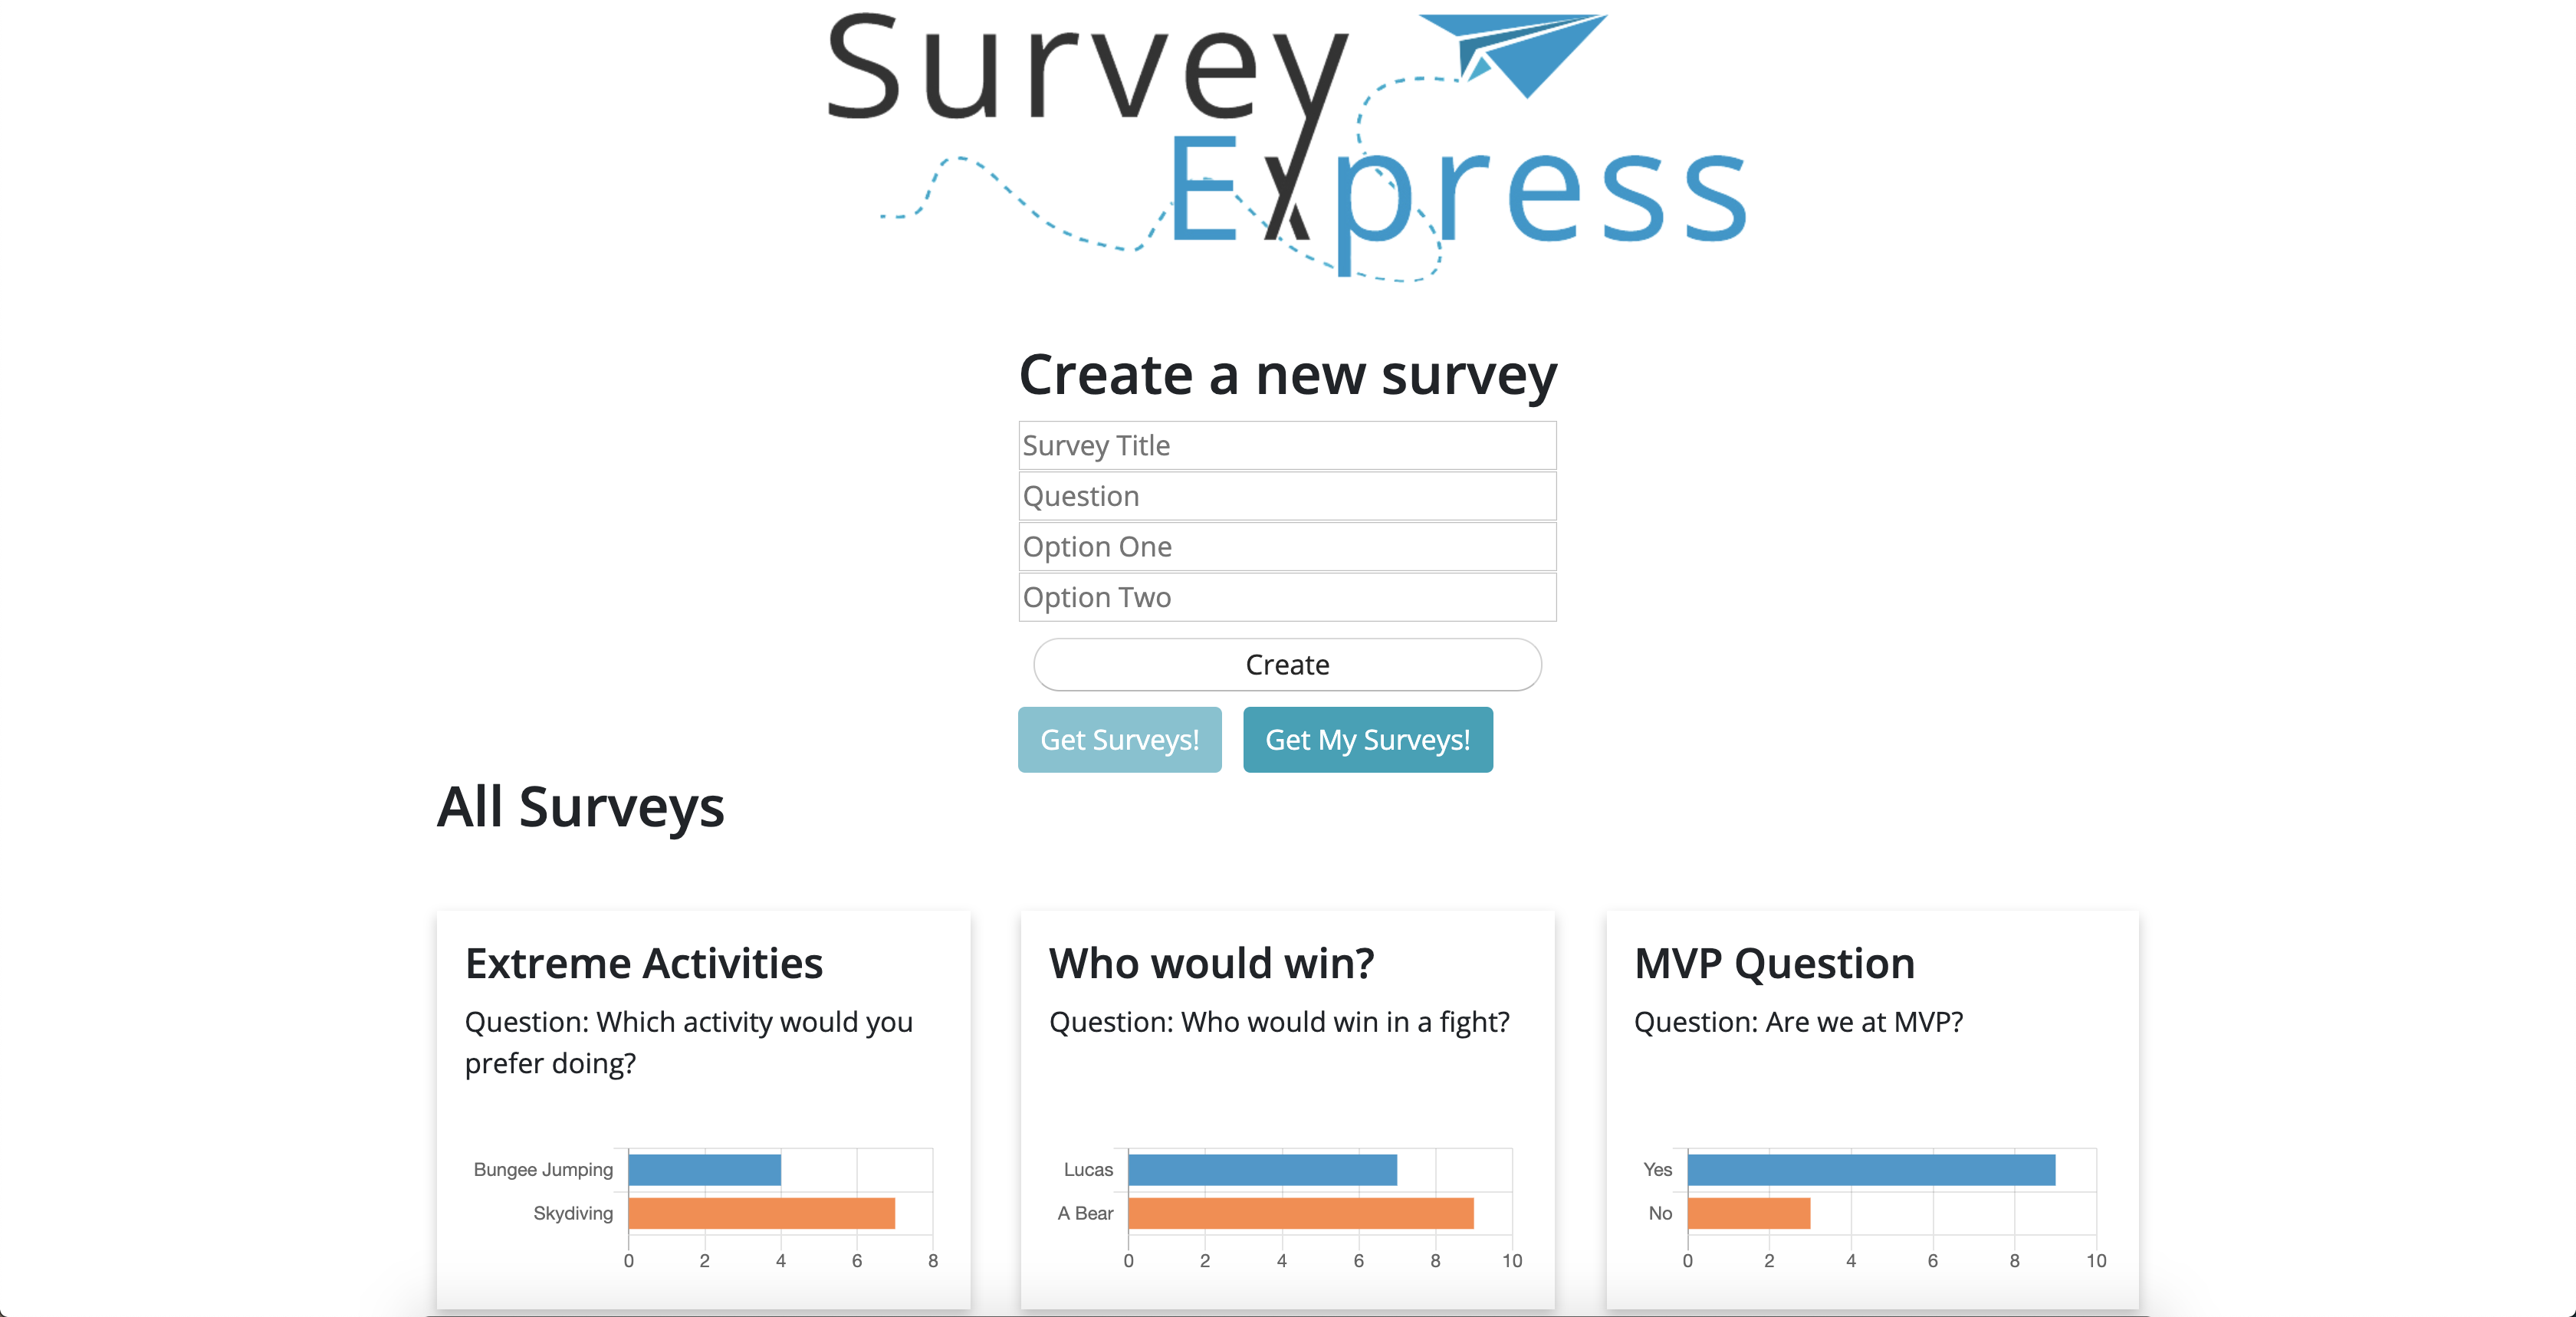 Survey
Express
Create a new survey
Survey Title
Question
Option One
Option Two
Create
Get Surveys! Get My Surveys!
All Surveys
Extreme Activities
Question: Which activity would you
prefer doing?
Bungee Jumping
Skydiving
0 2 4 6 8
Who would win?
Question: Who would win in a fight?
Lucas
A Bear
0 2 4 6 8 10
MVP Question
Question: Are we at MVP?
Yes
No
0 2 4 6 8 10